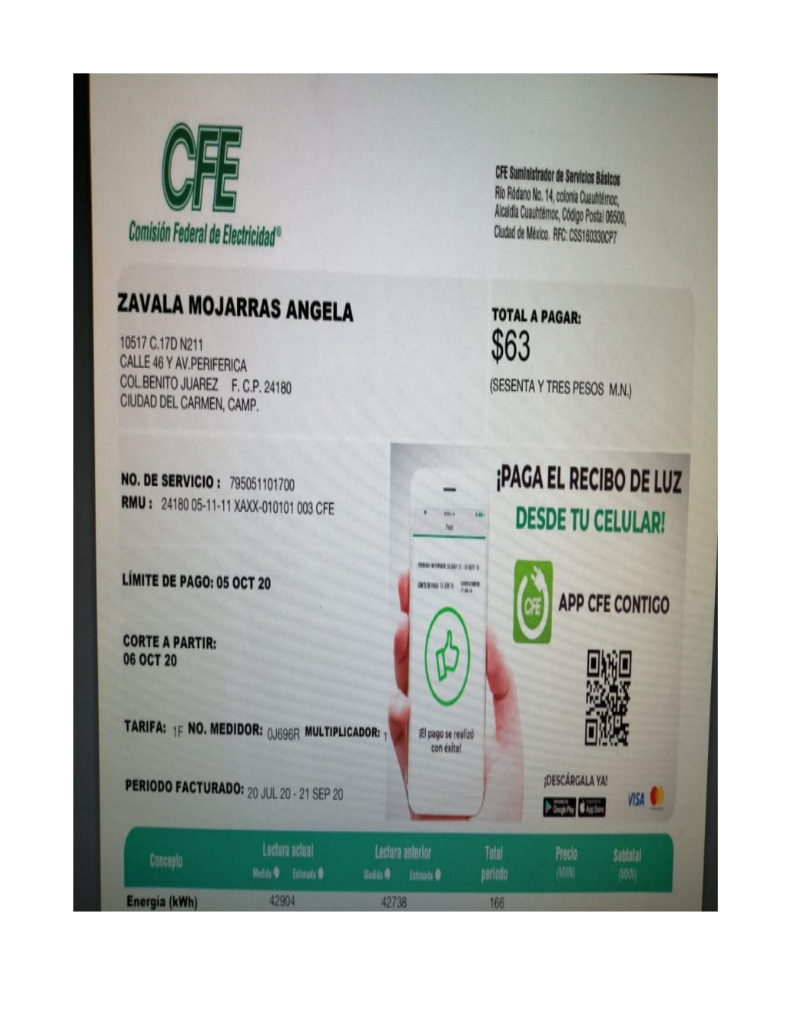 CFE
Comisión Federal de Electricidad®
CFE Suministrador de Servicios Básicos
Río Ródano No. 14, colonia Cuauhtémoc,
Alcaldía Cuauhtémoc, Código Postal 06500,
Ciudad de México. RFC: CSS160330CP7
ZAVALA MOJARRAS ANGELA
10517 C.17D N211
CALLE 46 Y AV.PERIFERICA
COL.BENITO JUAREZ F. C.P. 24180
CIUDAD DEL CARMEN, CAMP.
TOTAL A PAGAR:
$63
(SESENTA Y TRES PESOS M.N.)
NO. DE SERVICIO : 795051101700
RMU : 24180 05-11-11 XAXX-010101 003 CFE
LÍMITE DE PAGO: 05 OCT 20
CORTE A PARTIR:
06 OCT 20
TARIFA: 1F NO. MEDIDOR: 0J696R MULTIPLICADOR: 1
PERIODO FACTURADO: 20 JUL 20 - 21 SEP 20
¡PAGA EL RECIBO DE LUZ
DESDE TU CELULAR!
CFE
APP CFE CONTIGO
¡El pago se realizó
con éxito!
¡DESCÁRGALA YA!
Google Play
App Store
VISA
Concepto Lectura actual Lectura anterior Total periodo Precio (MXN) Subtotal (MXN)
Medida Estimada Medida Estimada
Energía (kWh) 42904 42738 166